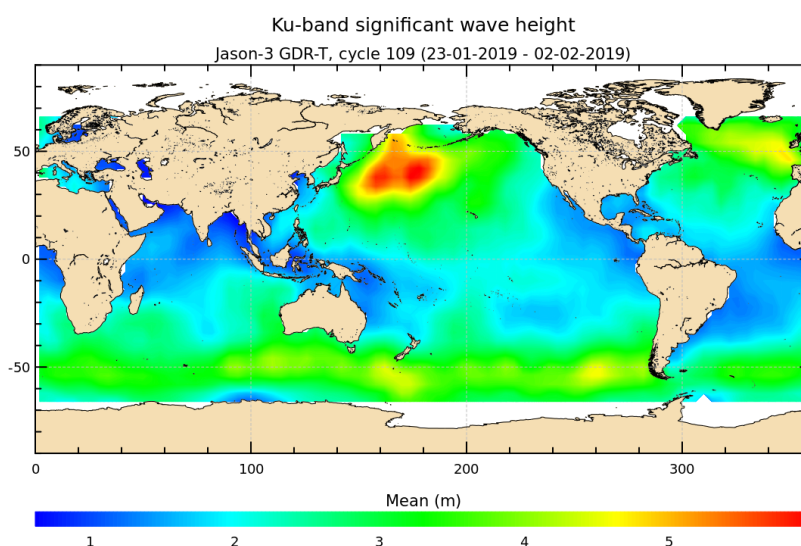 Ku-band significant wave height
Jason-3 GDR-T, cycle 109 (23-01-2019 - 02-02-2019)
50
0
-50
0 100 200 300
Mean (m)
1 2 3 4 5